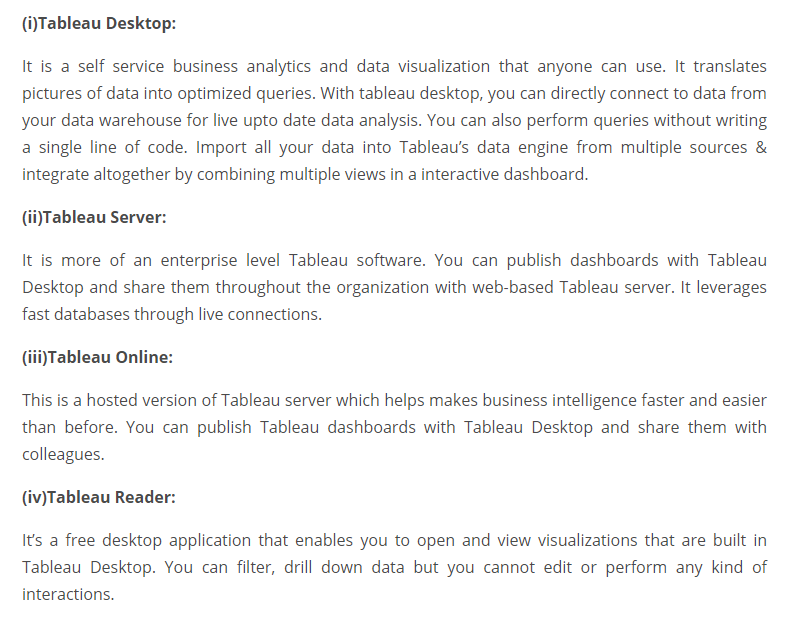 (i)Tableau Desktop:
It is a self service business analytics and data visualization that anyone can use. It translates
pictures of data into optimized queries. With tableau desktop, you can directly connect to data from
your data warehouse for live upto date data analysis. You can also perform queries without writing
a single line of code. Import all your data into Tableau's data engine from multiple sources &
integrate altogether by combining multiple views in a interactive dashboard.
(ii)Tableau Server:
It is more of an enterprise level Tableau software. You can publish dashboards with Tableau
Desktop and share them throughout the organization with web-based Tableau server. It leverages
fast databases through live connections.
(iii)Tableau Online:
This is a hosted version of Tableau server which helps makes business intelligence faster and easier
than before. You can publish Tableau dashboards with Tableau Desktop and share them with
colleagues.
(iv)Tableau Reader:
It's a free desktop application that enables you to open and view visualizations that are built in
Tableau Desktop. You can filter, drill down data but you cannot edit or perform any kind of
interactions.